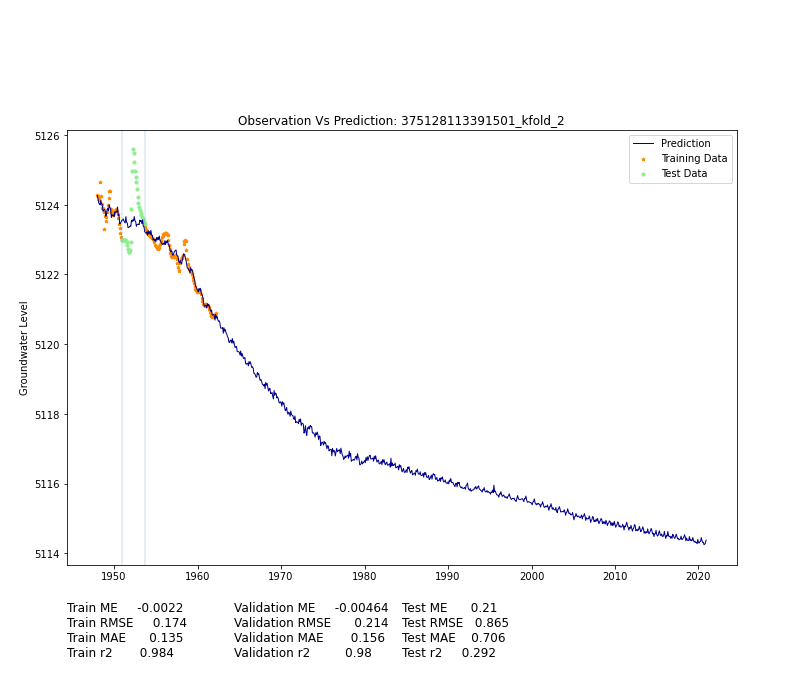 Observation Vs Prediction: 375128113391501_kfold_2
5126
5124
5122
5120
5118
5116
5114
Groundwater Level
Prediction
Training Data
Test Data
1950 1960 1970 1980 1990 2000 2010 2020
Train ME -0.0022 Validation ME -0.00464 Test ME 0.21
Train RMSE 0.174 Validation RMSE 0.214 Test RMSE 0.865
Train MAE 0.135 Validation MAE 0.156 Test MAE 0.706
Train r2 0.984 Validation r2 0.98 Test r2 0.292